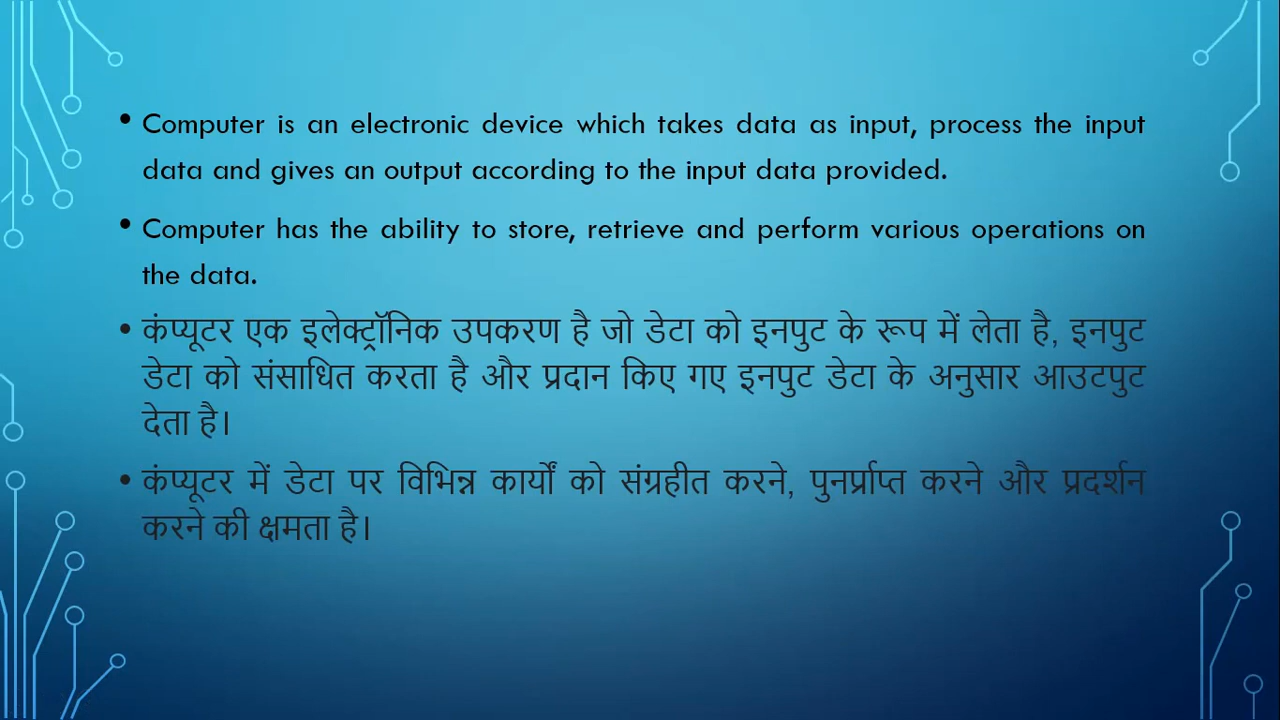 • Computer is an electronic device which takes data as input, process the input
data and gives an output according to the input data provided.
• Computer has the ability to store, retrieve and perform various operations on
the data.
• कंप्यूटर एक इलेक्ट्रॉनिक उपकरण है जो डेटा को इनपुट के रूप में लेता है, इनपुट
डेटा को संसाधित करता है और प्रदान किए गए इनपुट डेटा के अनुसार आउटपुट
देता है।
• कंप्यूटर में डेटा पर विभिन्न कार्यों को संग्रहीत करने, पुनर्प्राप्त करने और प्रदर्शन
करने की क्षमता है।